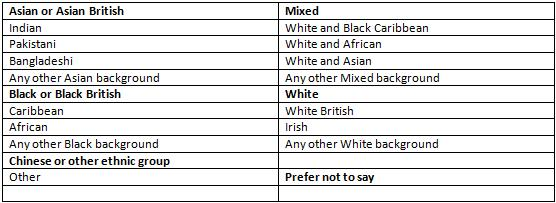 Asian or Asian British Mixed
Indian White and Black Caribbean
Pakistani White and African
Bangladeshi White and Asian
Any other Asian background Any other Mixed background
Black or Black British White
Caribbean White British
African Irish
Any other Black background Any other White background
Chinese or other ethnic group
Other Prefer not to say